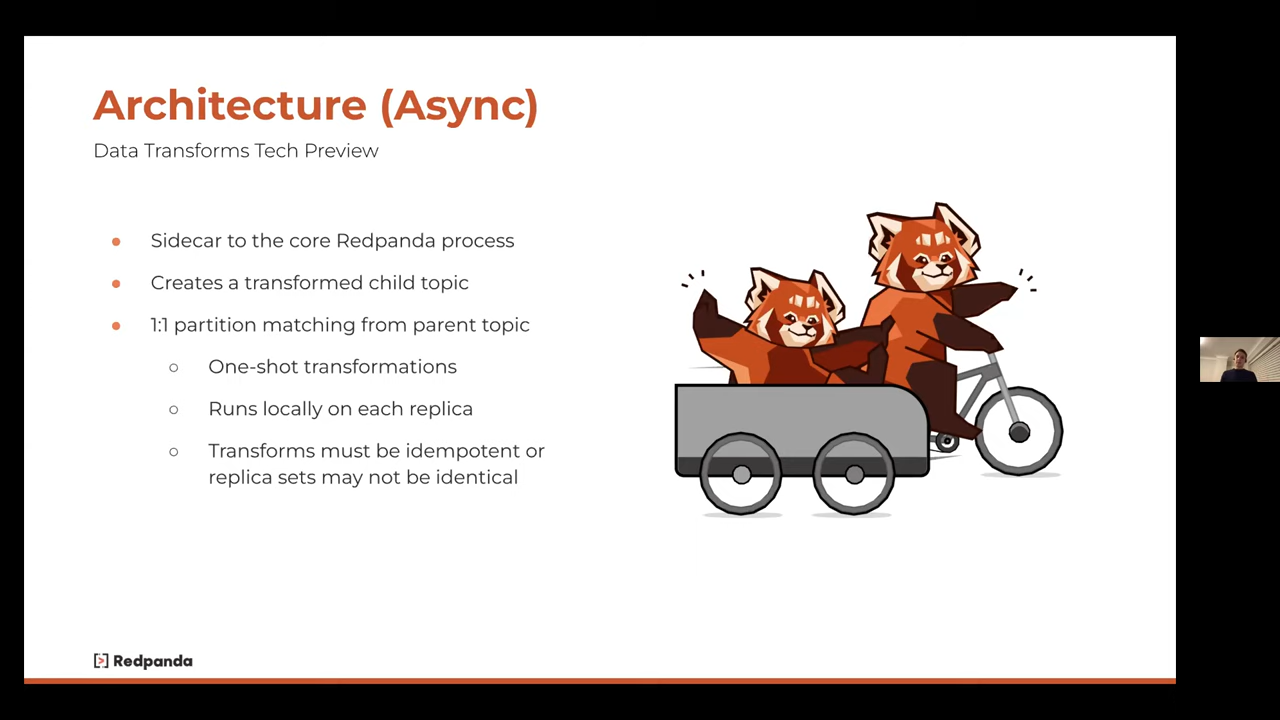 Architecture (Async)
Data Transforms Tech Preview
● Sidecar to the core Redpanda process
● Creates a transformed child topic
● 1:1 partition matching from parent topic
○ One-shot transformations
○ Runs locally on each replica
○ Transforms must be idempotent or
replica sets may not be identical
[>] Redpanda